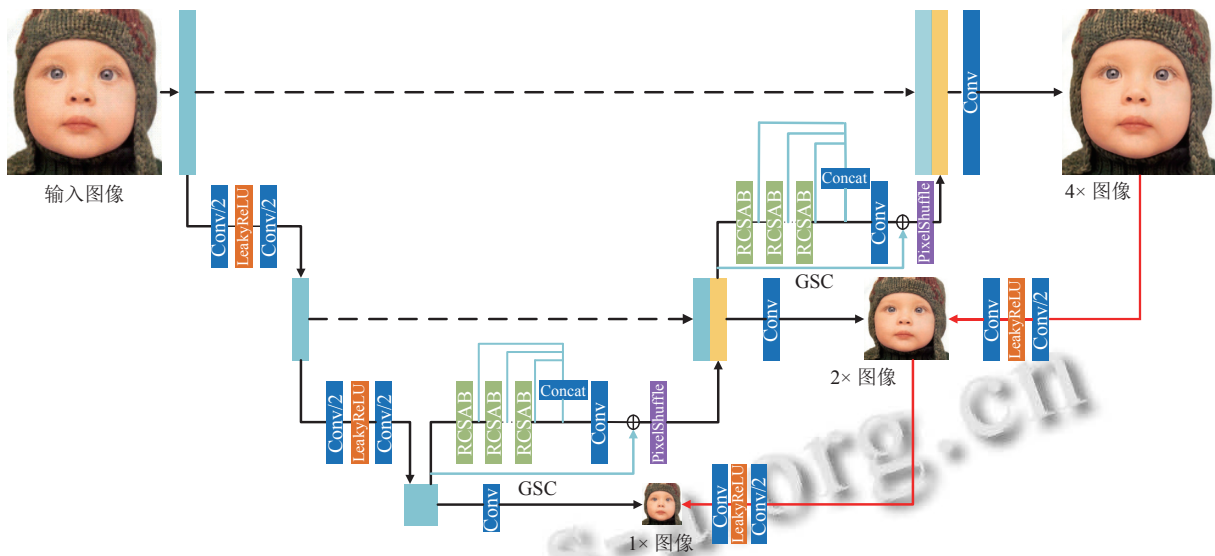 输入图像
Conv/2
LeakyReLU
Conv/2
Conv/2
LeakyReLU
Conv/2
RCSAB
RCSAB
RCSAB
Concat
Conv
PixelShuffle
GSC
Conv
1× 图像
RCSAB
RCSAB
RCSAB
Concat
Conv
PixelShuffle
GSC
Conv
2× 图像
Conv
4× 图像
Conv
LeakyReLU
Conv/2
Conv
LeakyReLU
Conv/2
org.cn